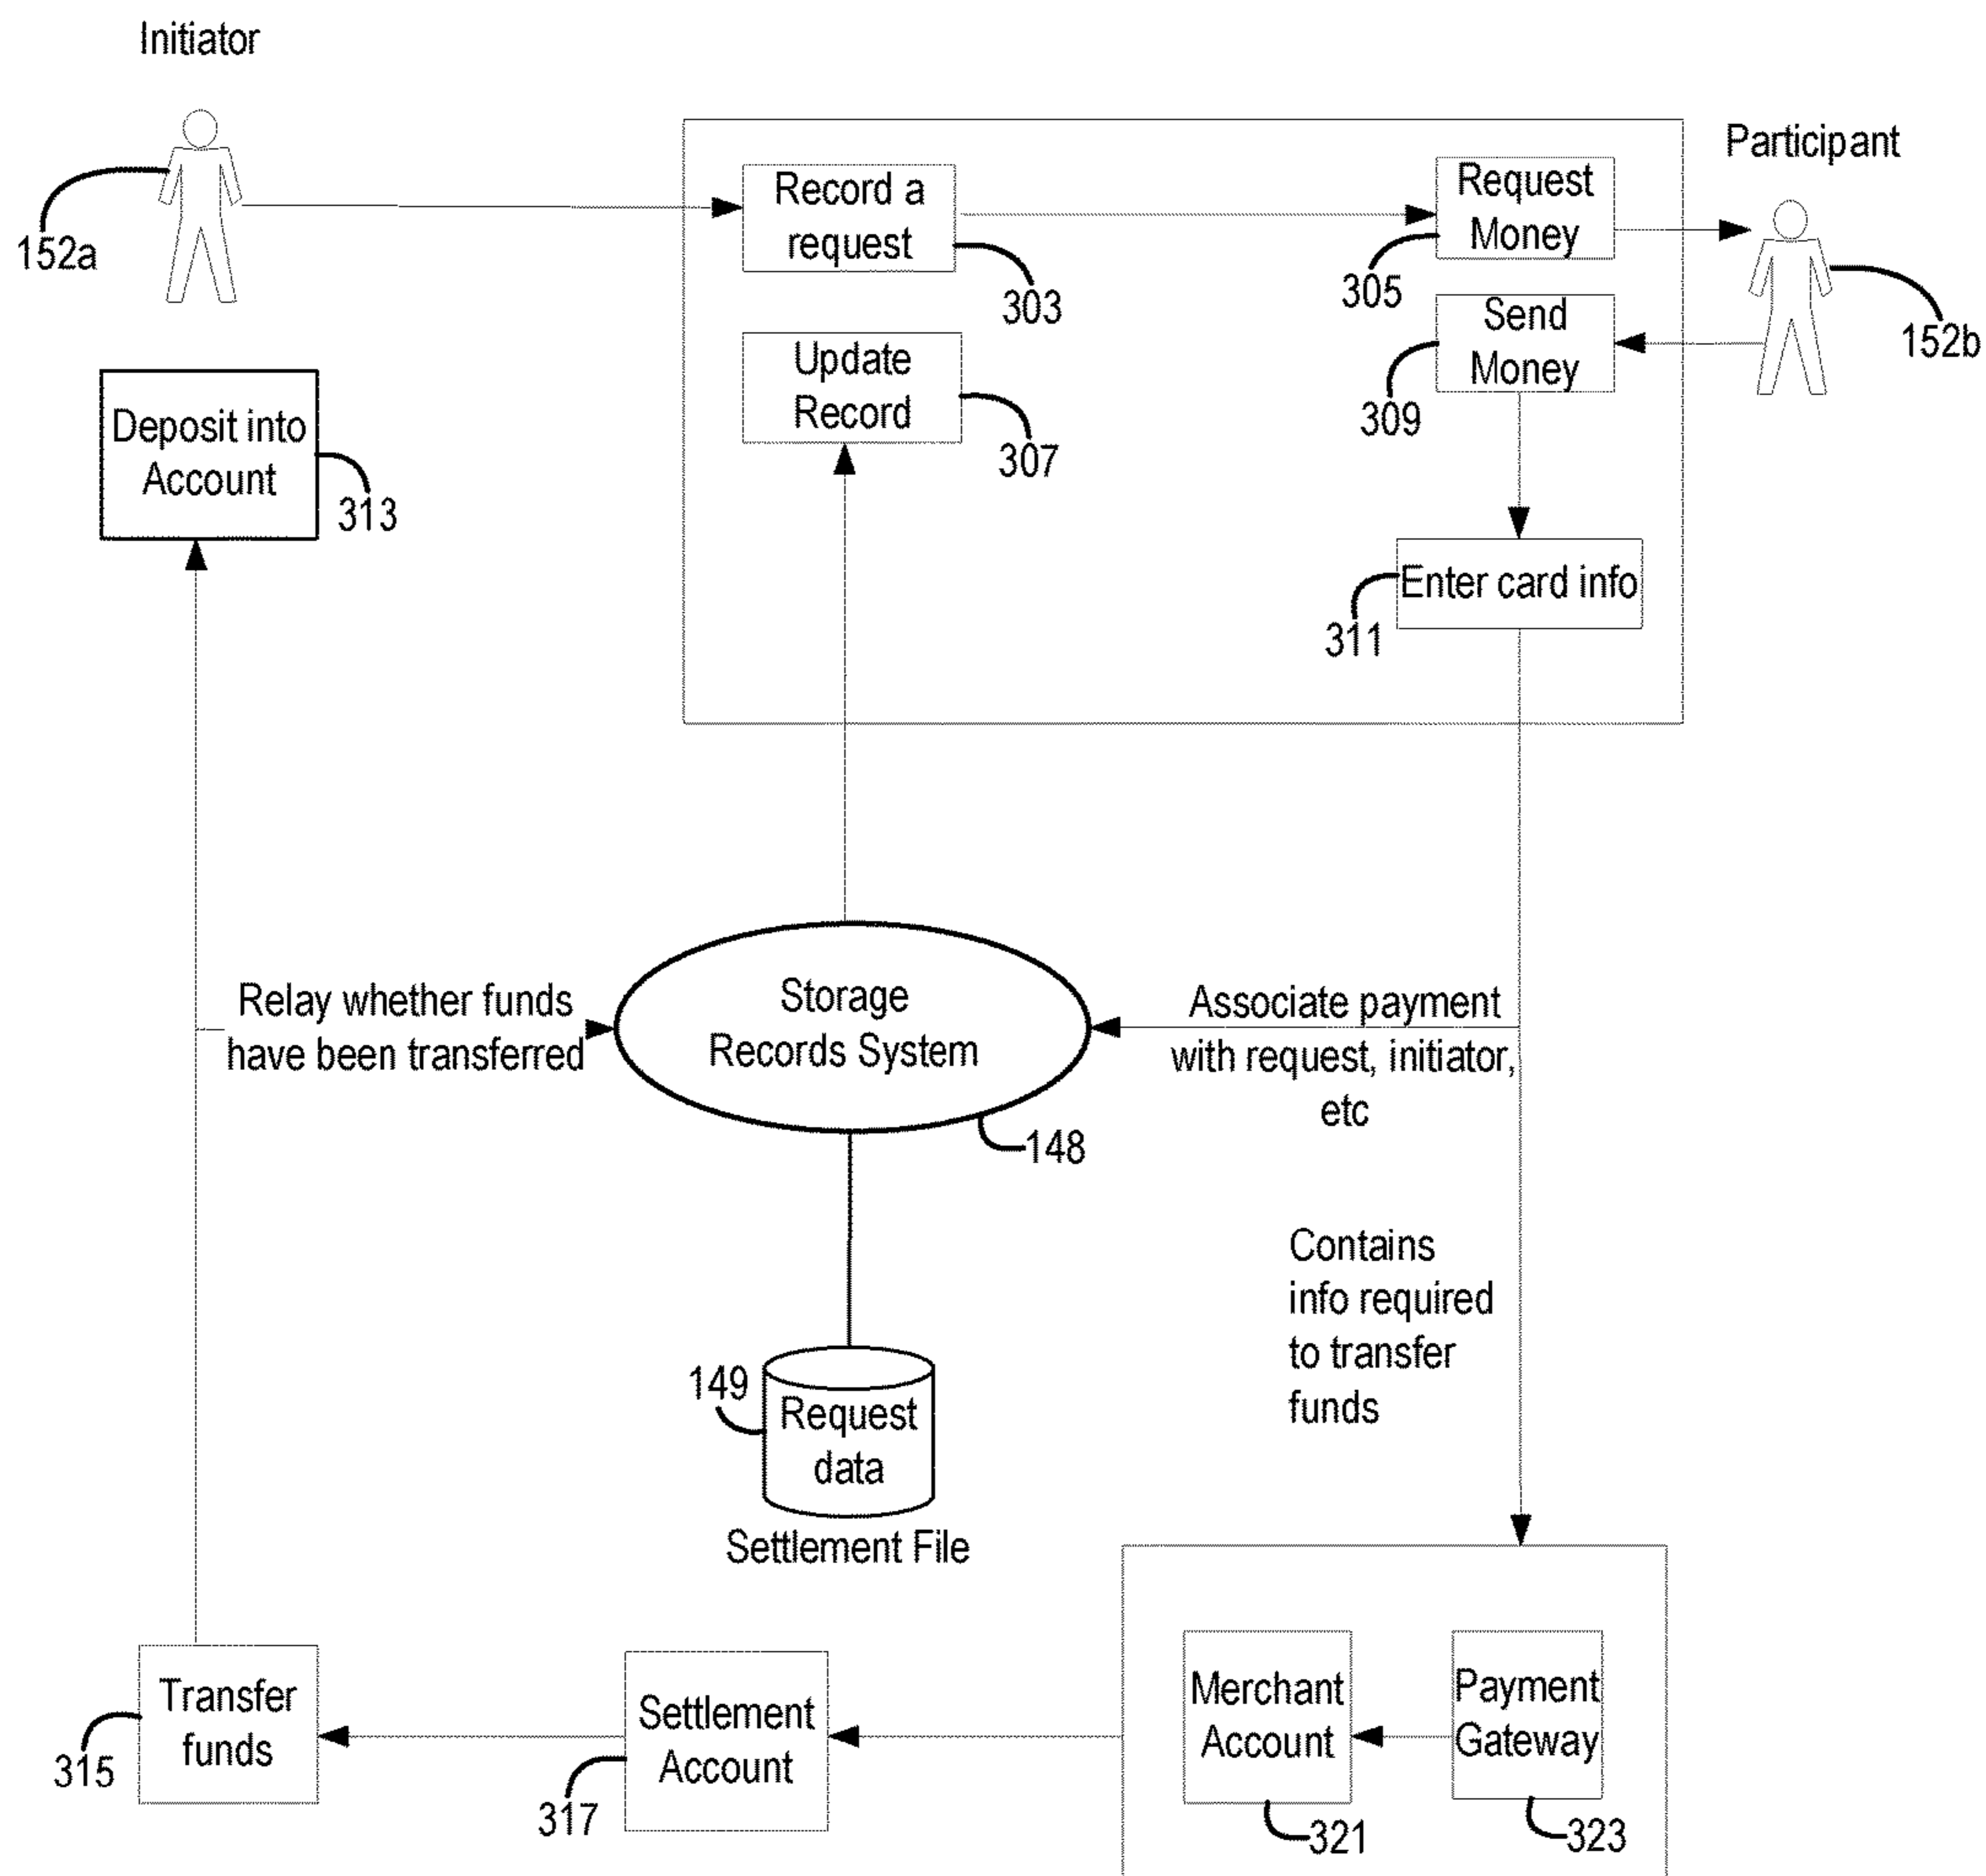 Initiator
Participant
152a
Record a
request
303
Request
Money
305
152b
Update
Record
307
Send
Money
309
Deposit into
Account
313
Enter card info
311
Relay whether funds
have been transferred
Storage
Records System
148
Associate payment
with request, initiator,
etc
Contains
info required
to transfer
funds
149
Request
data
Settlement File
Transfer
funds
315
Settlement
Account
317
Merchant
Account
321
Payment
Gateway
323